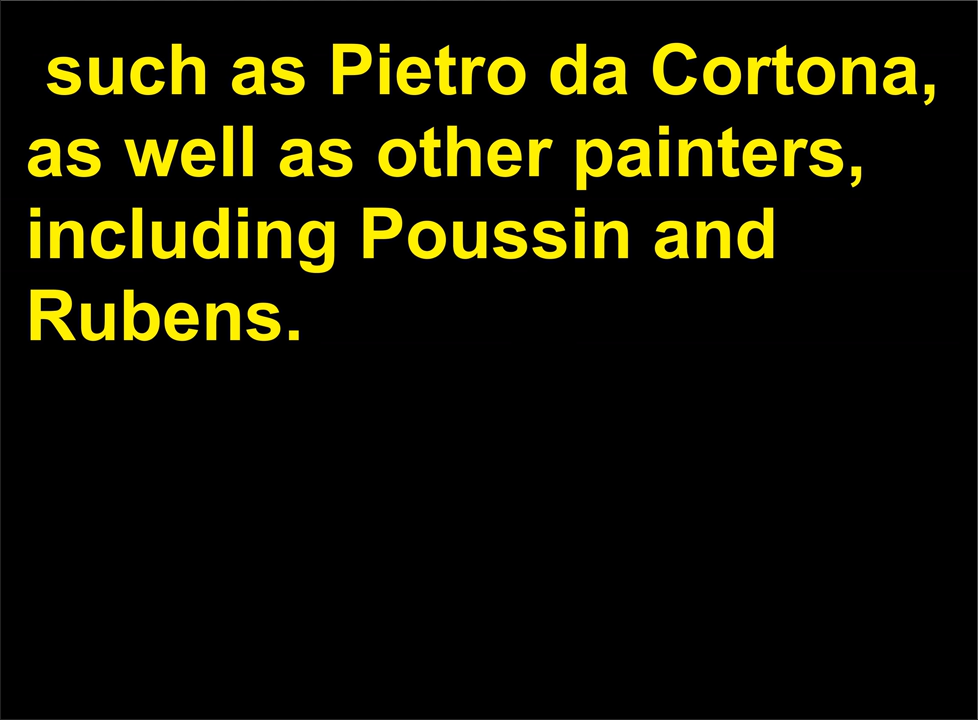 such as Pietro da Cortona,
as well as other painters,
including Poussin and
Rubens.